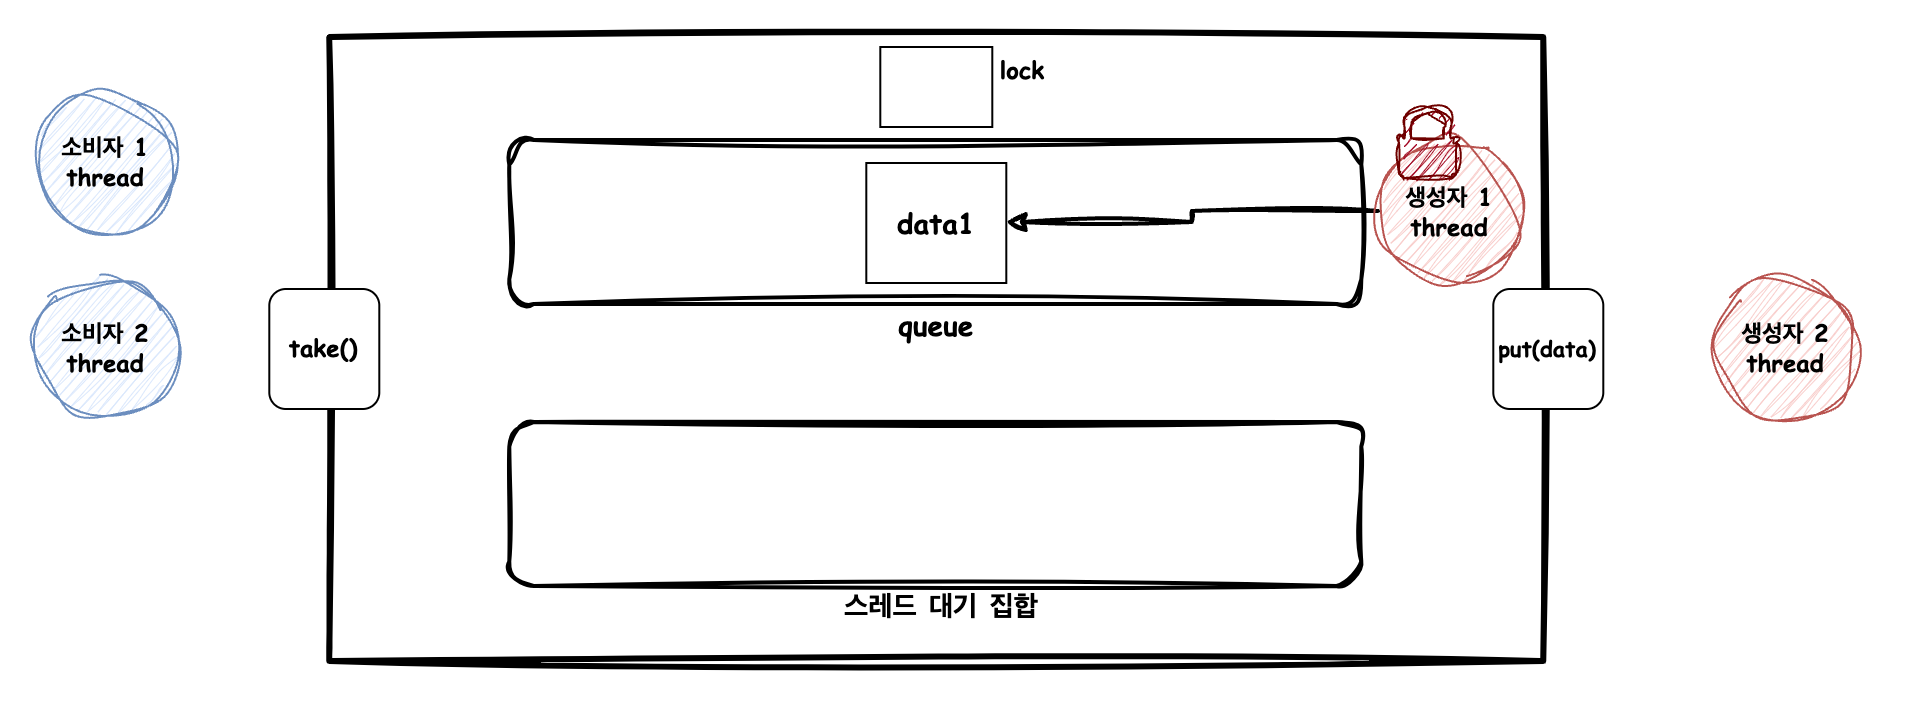 lock
소비자 1
thread
data1
생성자 1
thread
queue
소비자 2
thread
take()
put(data)
생성자 2
thread
스레드 대기 집합